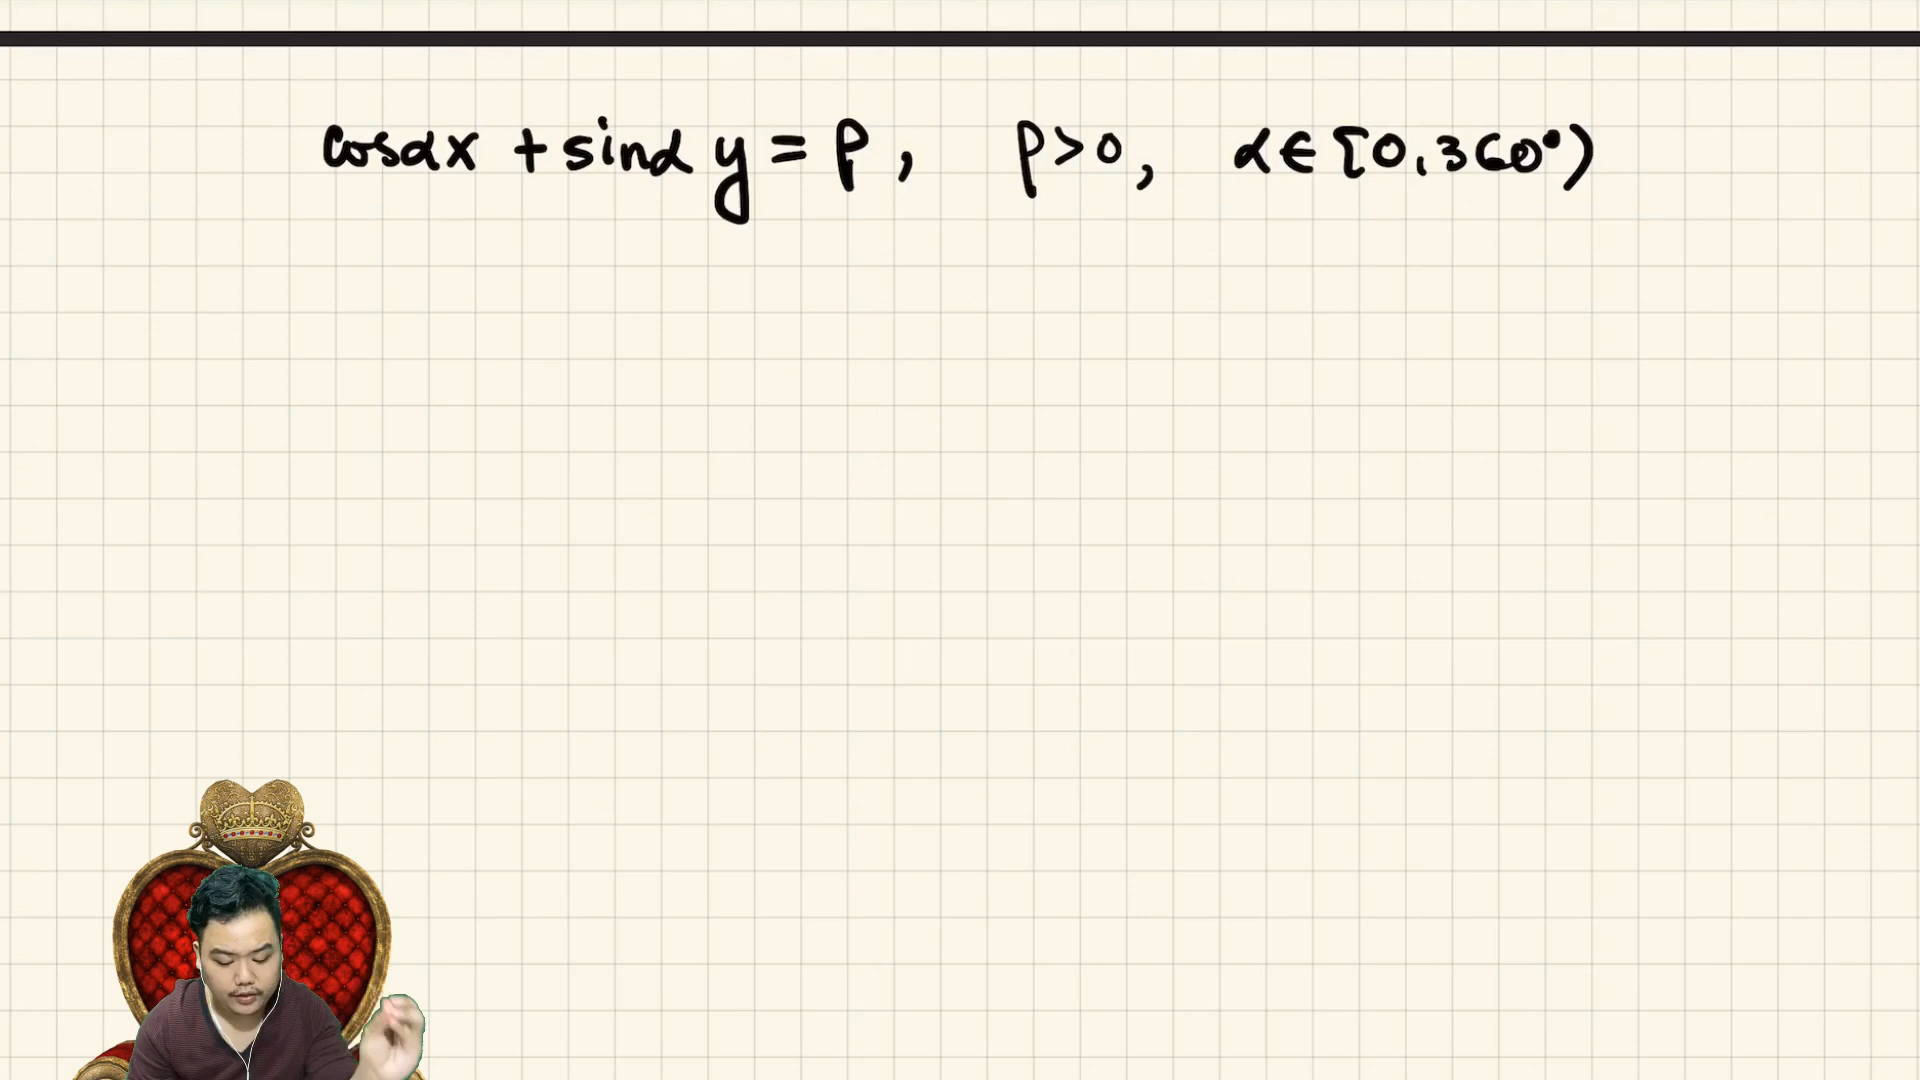 cosαx + sinα y = p, p>0, α∈[0,360°)